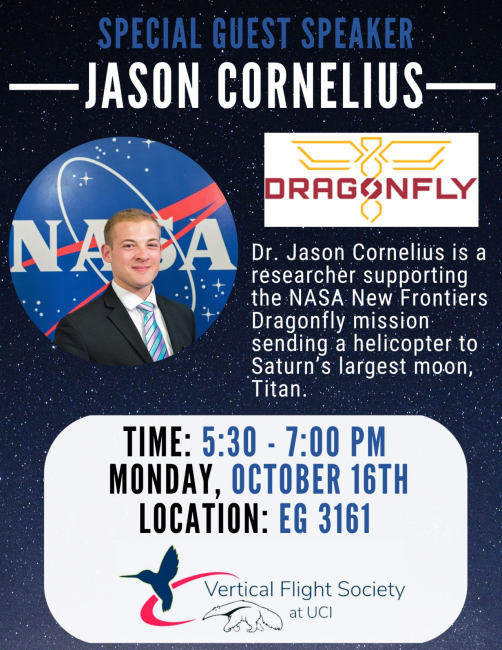 SPECIAL GUEST SPEAKER
JASON CORNELIUS
NASA
DRAGONFLY
Dr. Jason Cornelius is a
researcher supporting
the NASA New Frontiers
Dragonfly mission
sending a helicopter to
Saturn's largest moon,
Titan.
TIME: 5:30 - 7:00 PM
MONDAY, OCTOBER 16TH
LOCATION: EG 3161
Vertical Flight Society
at UCI